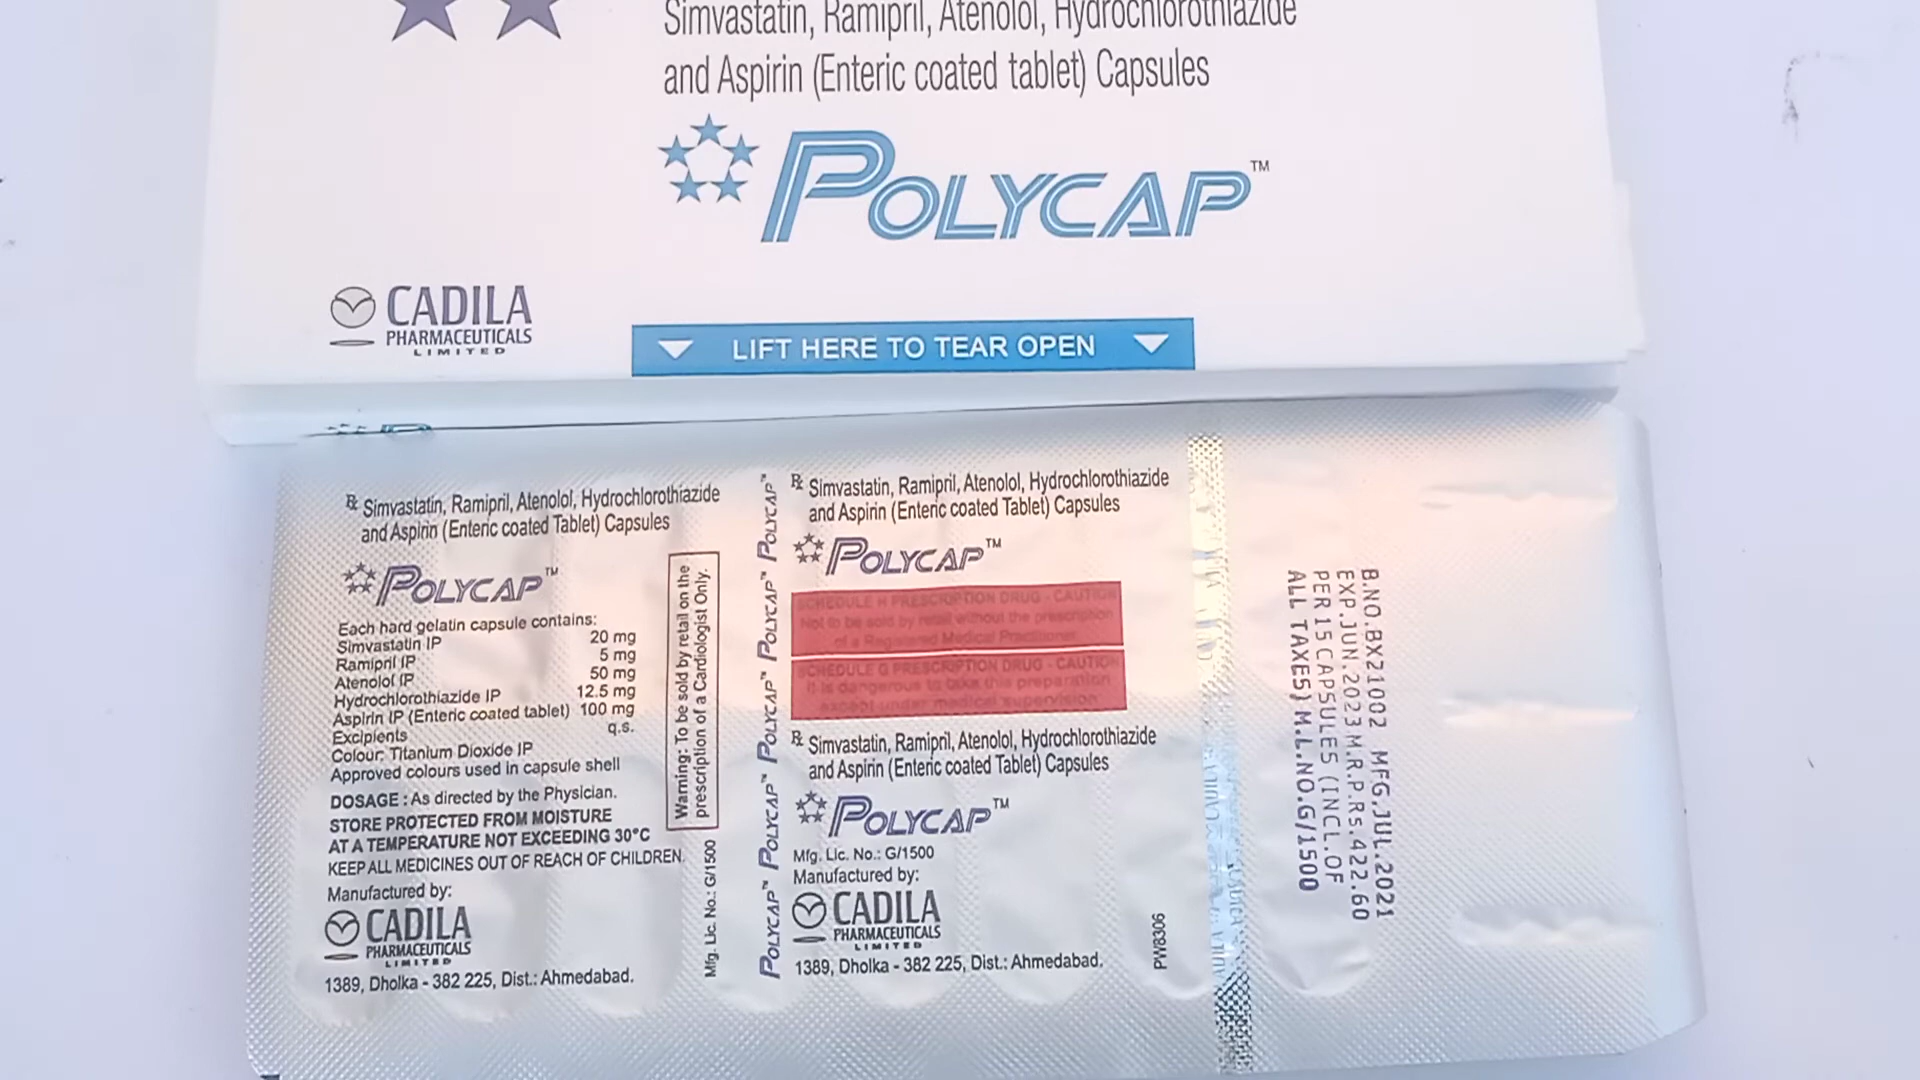 Simvastatin, Ramipril, Atenolol, Hydrochlorothiazide
and Aspirin (Enteric coated tablet) Capsules
POLYCAP™
CADILA
PHARMACEUTICALS
LIMITED
LIFT HERE TO TEAR OPEN
Rx Simvastatin, Ramipril, Atenolol, Hydrochlorothiazide
and Aspirin (Enteric coated Tablet) Capsules
POLYCAP™
Each hard gelatin capsule contains:
Simvastatin IP 20 mg
Ramipril IP 5 mg
Atenolol IP 50 mg
Hydrochlorothiazide IP 12.5 mg
Aspirin IP (Enteric coated tablet) 100 mg
Excipients q.s.
Colour: Titanium Dioxide IP
Approved colours used in capsule shell
DOSAGE : As directed by the Physician.
STORE PROTECTED FROM MOISTURE
AT A TEMPERATURE NOT EXCEEDING 30°C
KEEP ALL MEDICINES OUT OF REACH OF CHILDREN.
Manufactured by:
CADILA
PHARMACEUTICALS
LIMITED
1389, Dholka - 382 225, Dist.: Ahmedabad.
Warning: To be sold by retail on the
prescription of a Cardiologist Only.
Mfg. Lic. No.: G/1500
POLYCAP™ POLYCAP™ POLYCAP™ POLYCAP™ POLYCAP™ POLYCAP™
Rx Simvastatin, Ramipril, Atenolol, Hydrochlorothiazide
and Aspirin (Enteric coated Tablet) Capsules
POLYCAP™
SCHEDULE H PRESCRIPTION DRUG - CAUTION
Not to be sold by retail without the prescription
of a Registered Medical Practitioner.
SCHEDULE G PRESCRIPTION DRUG - CAUTION
It is dangerous to take this preparation
except under medical supervision.
Rx Simvastatin, Ramipril, Atenolol, Hydrochlorothiazide
and Aspirin (Enteric coated Tablet) Capsules
POLYCAP™
Mfg. Lic. No.: G/1500
Manufactured by:
CADILA
PHARMACEUTICALS
LIMITED
1389, Dholka - 382 225, Dist.: Ahmedabad.
PW8306
B.NO.BX21002 MFG.JUL.2021
EXP.JUN.2023 M.R.P.Rs.422.60
PER 15 CAPSULES (INCL.OF
ALL TAXES) M.L.NO.G/1500